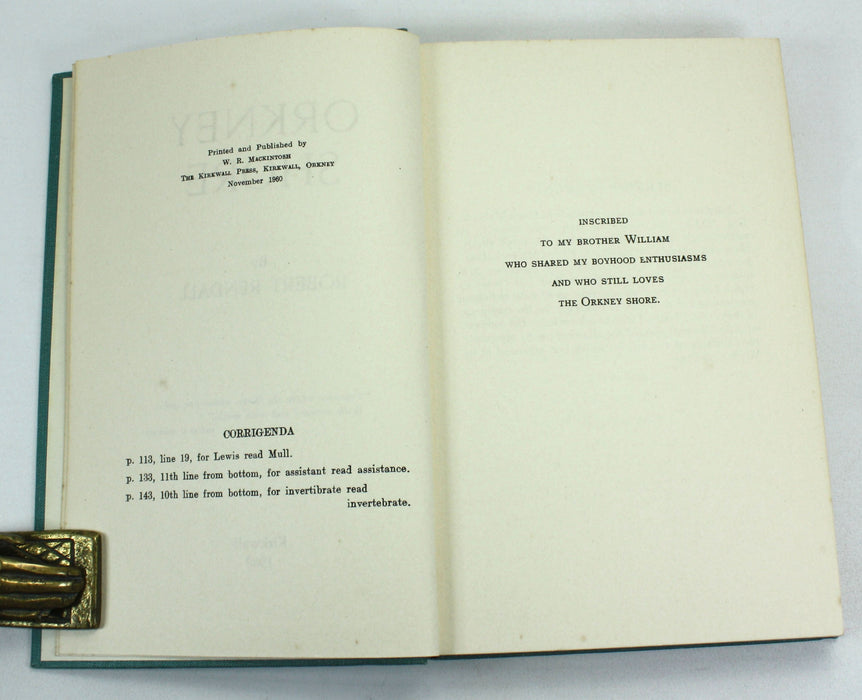 Printed and Published by
W. R. Mackintosh
The Kirkwall Press, Kirkwall, Orkney
November 1960
CORRIGENDA
p. 113, line 19, for Lewis read Mull.
p. 133, 11th line from bottom, for assistant read assistance.
p. 143, 10th line from bottom, for invertibrate read
invertebrate.
INSCRIBED
TO MY BROTHER WILLIAM
WHO SHARED MY BOYHOOD ENTHUSIASMS
AND WHO STILL LOVES
THE ORKNEY SHORE.